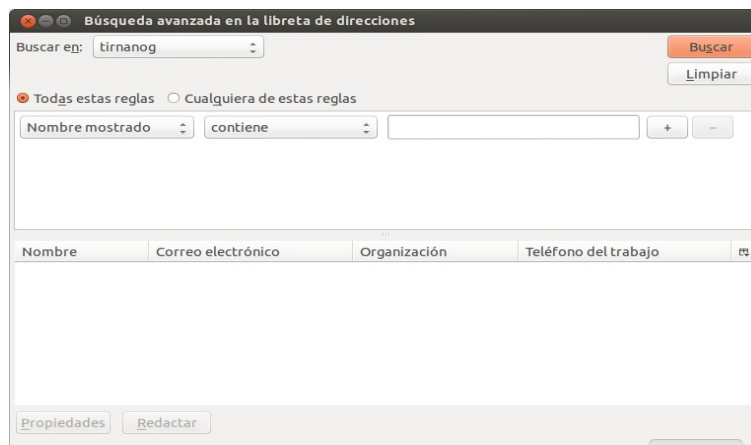 Búsqueda avanzada en la libreta de direcciones
Buscar en: tirnanog Buscar
Limpiar
Todas estas reglas Cualquiera de estas reglas
Nombre mostrado contiene + −
Nombre Correo electrónico Organización Teléfono del trabajo
Propiedades Redactar